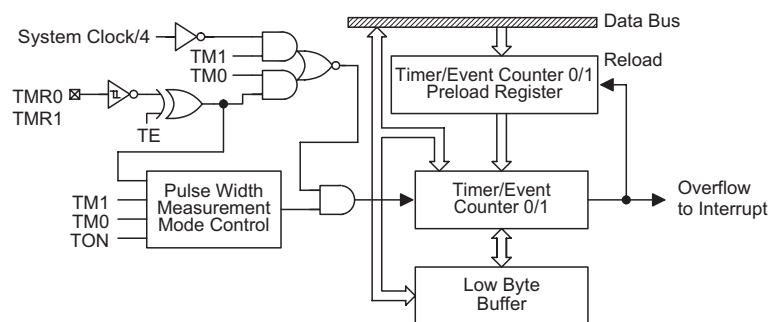 Data Bus
System Clock/4
TM1
TM0
Reload
Timer/Event Counter 0/1
Preload Register
TMR0
TMR1
TE
TM1
TM0
TON
Pulse Width
Measurement
Mode Control
Timer/Event
Counter 0/1
Overflow
to Interrupt
Low Byte
Buffer